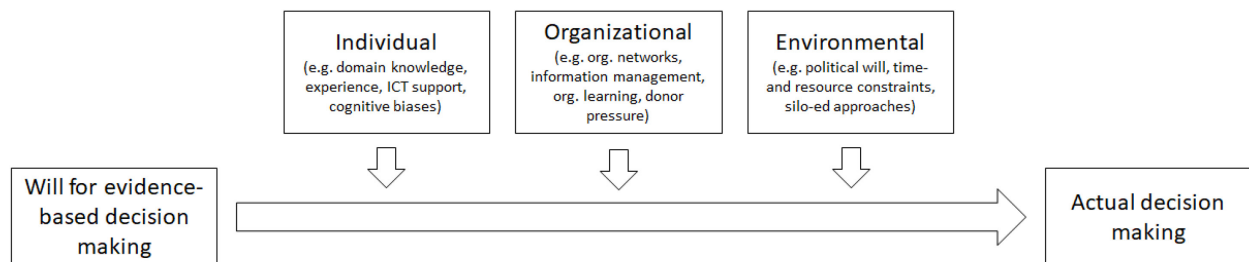 Individual
(e.g. domain knowledge,
experience, ICT support,
cognitive biases)
Organizational
(e.g. org. networks,
information management,
org. learning, donor
pressure)
Environmental
(e.g. political will, time-
and resource constraints,
silo-ed approaches)
Will for evidence-
based decision
making
Actual decision
making